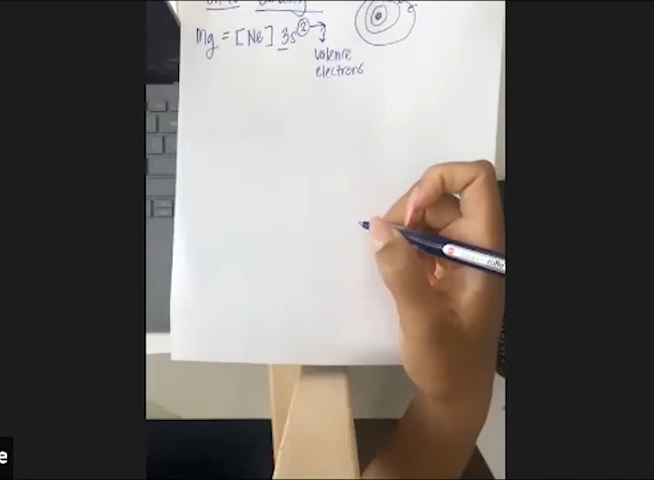 Mg = [Ne] 3s②
valence
electrons